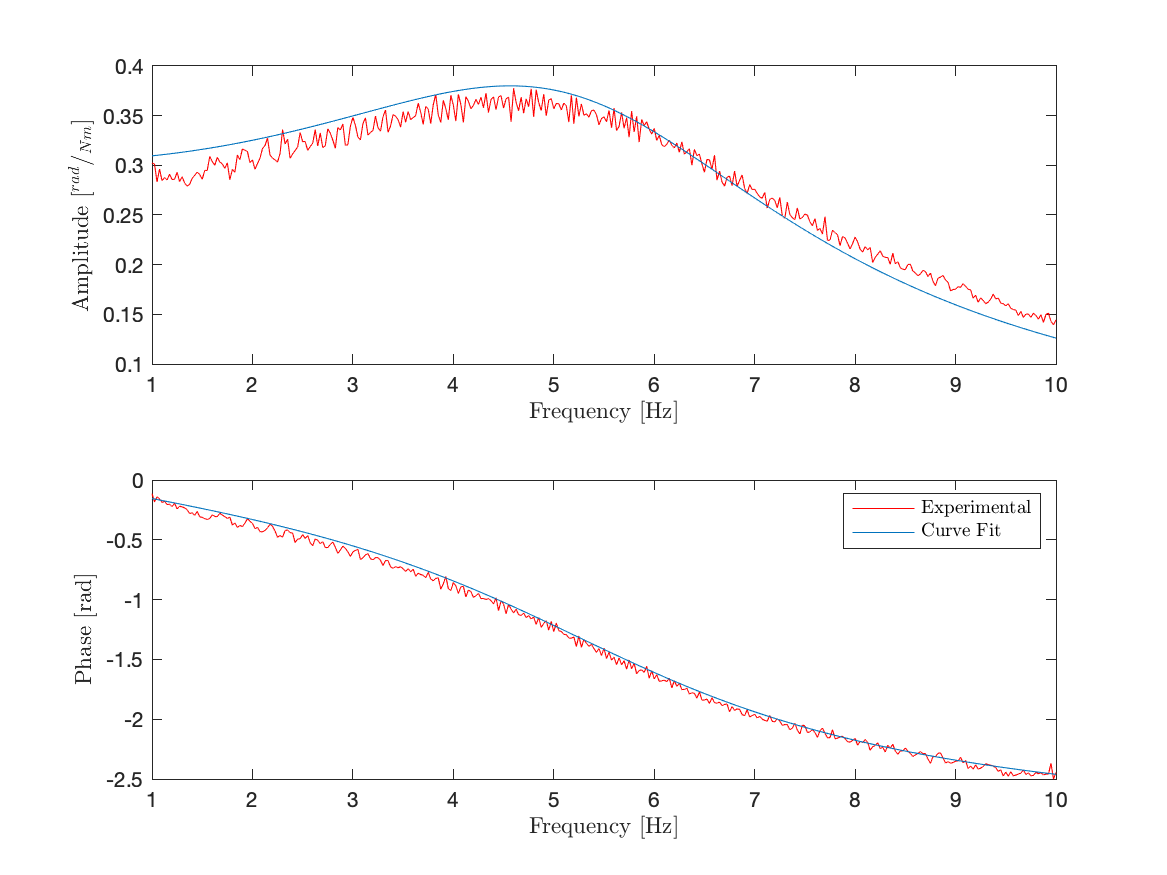 0.4
0.35
0.3
0.25
0.2
0.15
0.1
Amplitude [rad/Nm]
1 2 3 4 5 6 7 8 9 10
Frequency [Hz]
0
-0.5
-1
-1.5
-2
-2.5
Phase [rad]
Experimental
Curve Fit
1 2 3 4 5 6 7 8 9 10
Frequency [Hz]